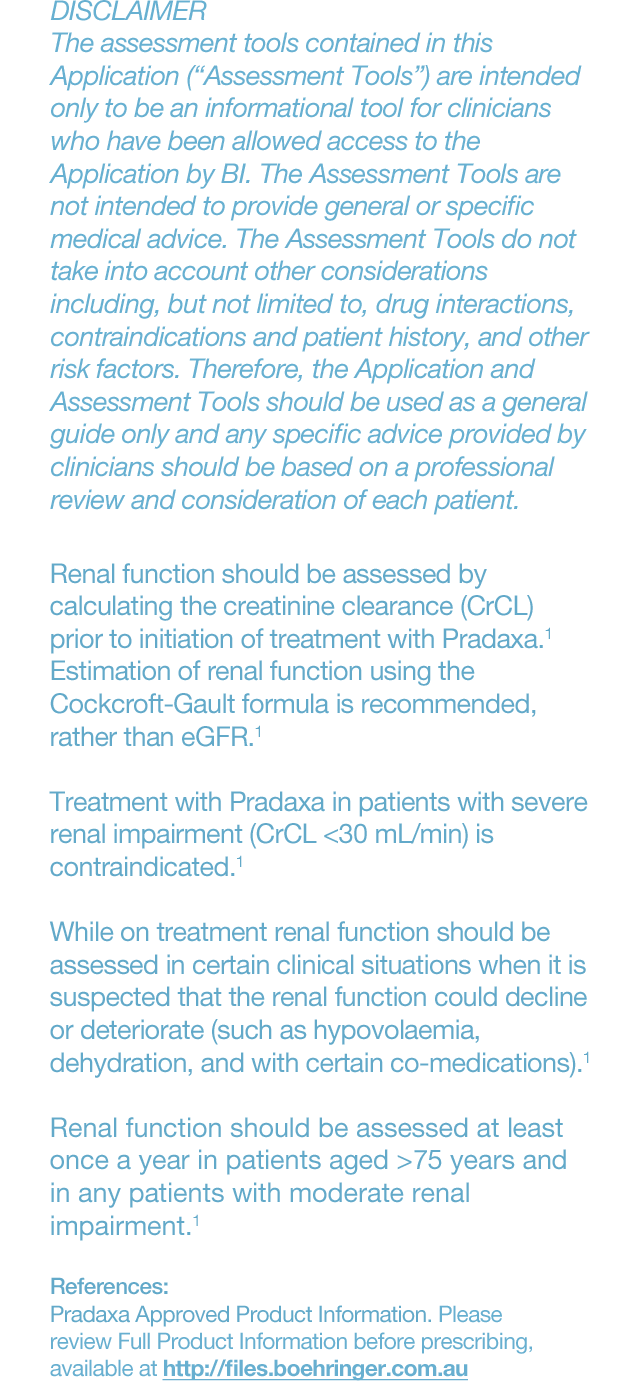 DISCLAIMER
The assessment tools contained in this
Application (“Assessment Tools”) are intended
only to be an informational tool for clinicians
who have been allowed access to the
Application by BI. The Assessment Tools are
not intended to provide general or specific
medical advice. The Assessment Tools do not
take into account other considerations
including, but not limited to, drug interactions,
contraindications and patient history, and other
risk factors. Therefore, the Application and
Assessment Tools should be used as a general
guide only and any specific advice provided by
clinicians should be based on a professional
review and consideration of each patient.
Renal function should be assessed by
calculating the creatinine clearance (CrCL)
prior to initiation of treatment with Pradaxa.¹
Estimation of renal function using the
Cockcroft-Gault formula is recommended,
rather than eGFR.¹
Treatment with Pradaxa in patients with severe
renal impairment (CrCL <30 mL/min) is
contraindicated.¹
While on treatment renal function should be
assessed in certain clinical situations when it is
suspected that the renal function could decline
or deteriorate (such as hypovolaemia,
dehydration, and with certain co-medications).¹
Renal function should be assessed at least
once a year in patients aged >75 years and
in any patients with moderate renal
impairment.¹
References:
Pradaxa Approved Product Information. Please
review Full Product Information before prescribing,
available at http://files.boehringer.com.au